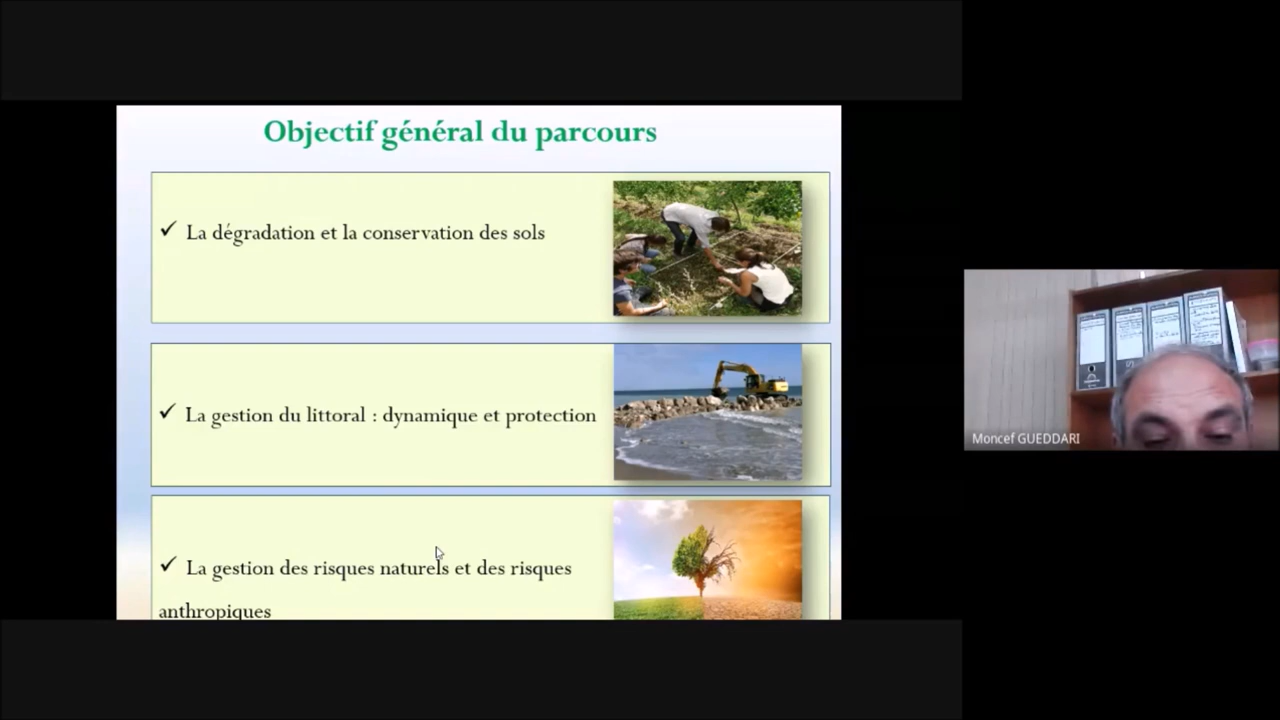 Objectif général du parcours
✓ La dégradation et la conservation des sols
✓ La gestion du littoral : dynamique et protection
✓ La gestion des risques naturels et des risques
anthropiques
Moncef GUEDDARI